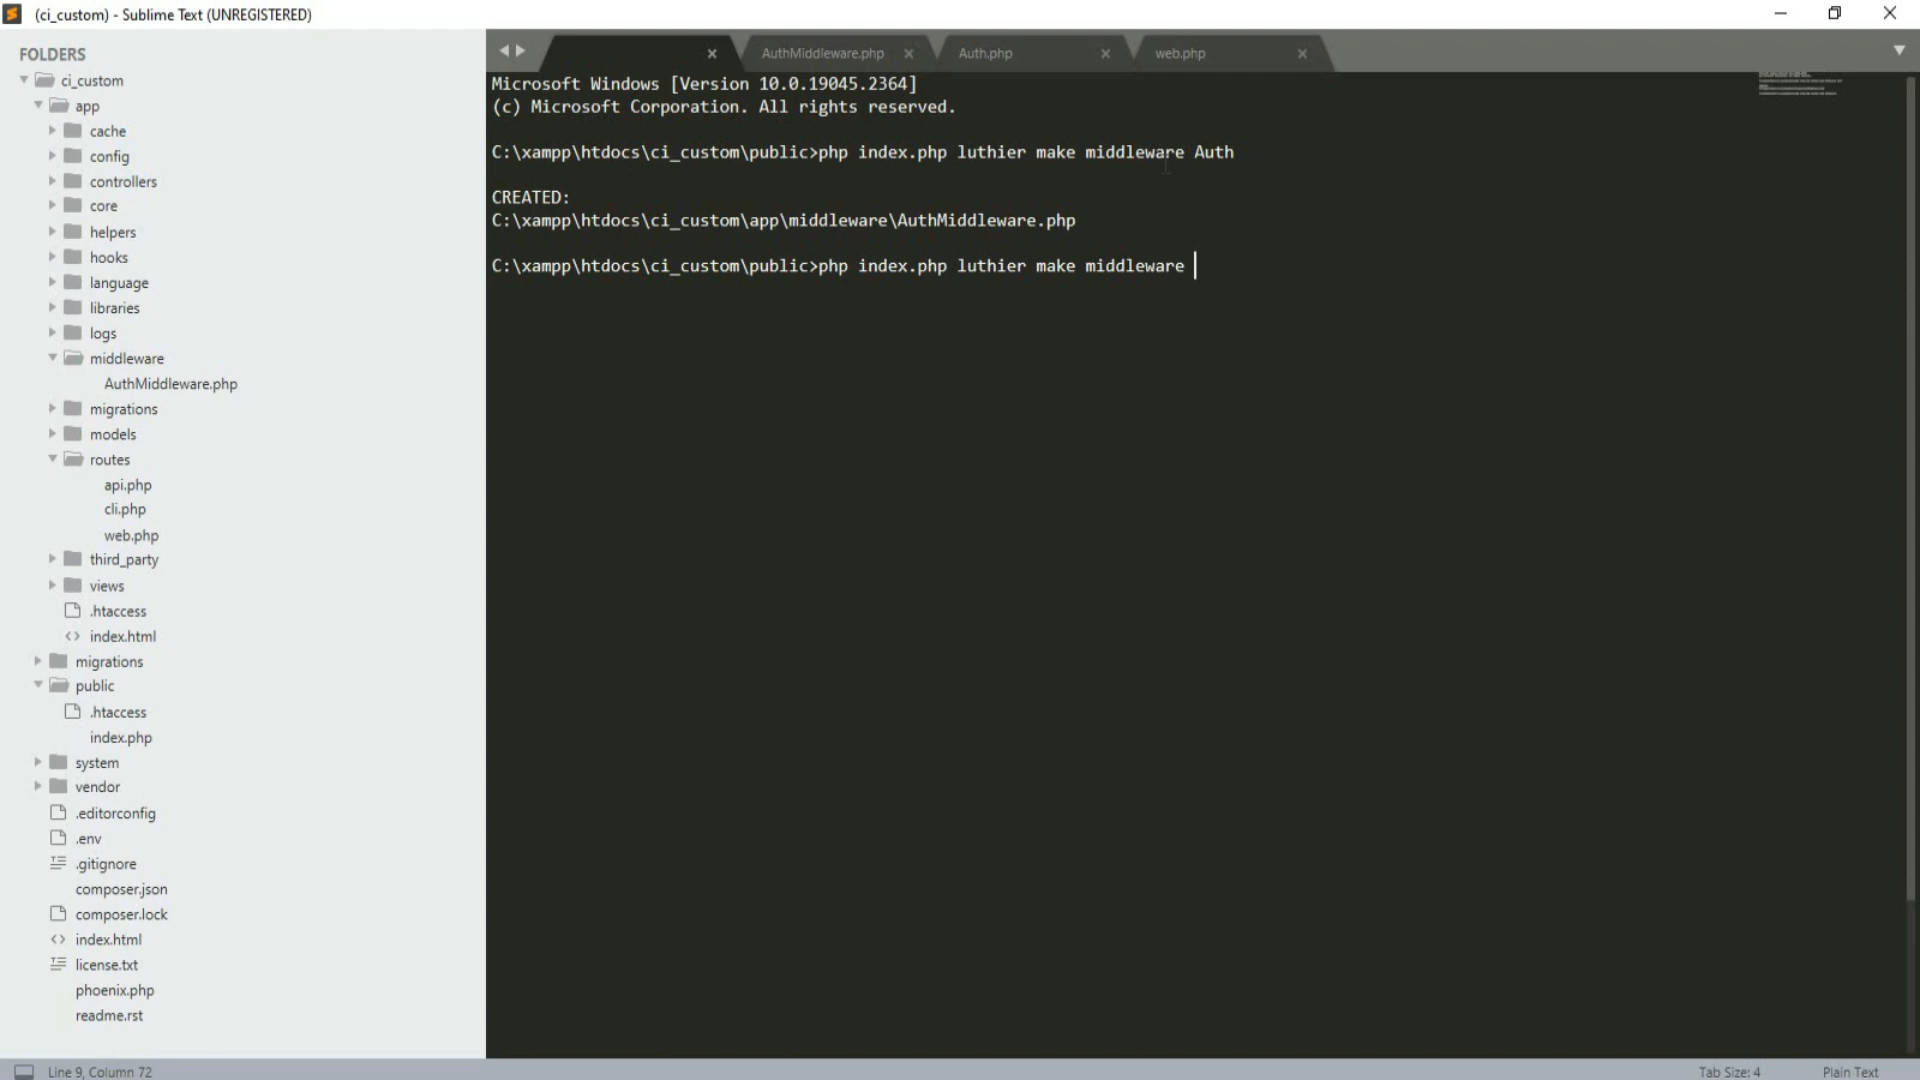 (ci_custom) - Sublime Text (UNREGISTERED)
FOLDERS
ci_custom
app
cache
config
controllers
core
helpers
hooks
language
libraries
logs
middleware
AuthMiddleware.php
migrations
models
routes
api.php
cli.php
web.php
third_party
views
.htaccess
index.html
migrations
public
.htaccess
index.php
system
vendor
.editorconfig
.env
.gitignore
composer.json
composer.lock
index.html
license.txt
phoenix.php
readme.rst
AuthMiddleware.php
Auth.php
web.php
Microsoft Windows [Version 10.0.19045.2364]
(c) Microsoft Corporation. All rights reserved.
C:\xampp\htdocs\ci_custom\public>php index.php luthier make middleware Auth
CREATED:
C:\xampp\htdocs\ci_custom\app\middleware\AuthMiddleware.php
C:\xampp\htdocs\ci_custom\public>php index.php luthier make middleware
Line 9, Column 72
Tab Size: 4
Plain Text